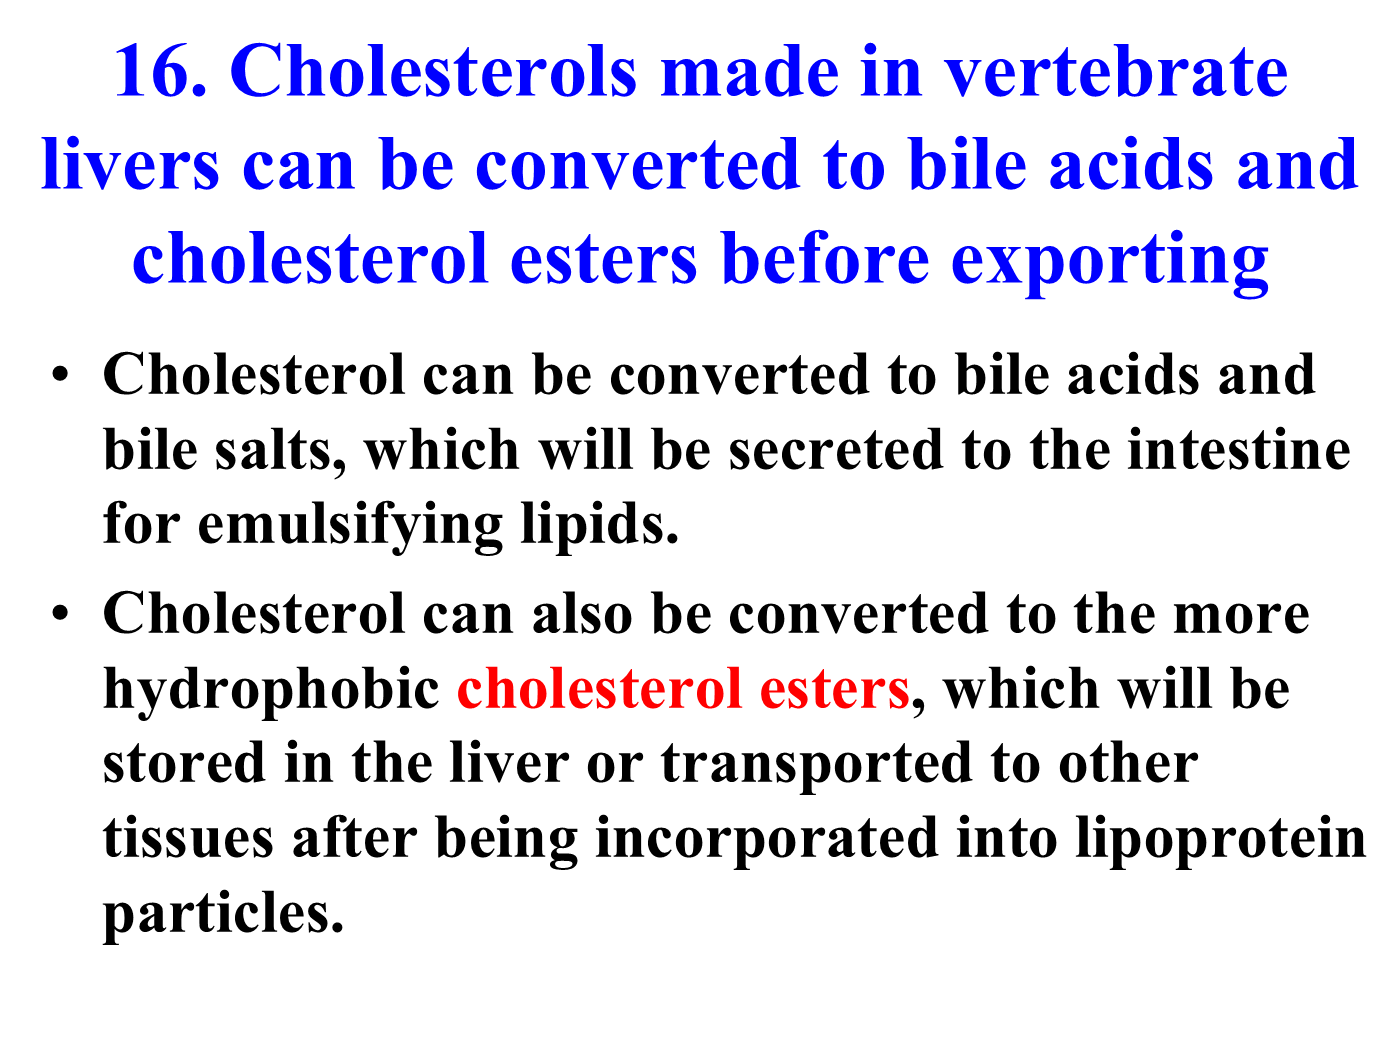 16. Cholesterols made in vertebrate
livers can be converted to bile acids and
cholesterol esters before exporting
• Cholesterol can be converted to bile acids and
bile salts, which will be secreted to the intestine
for emulsifying lipids.
• Cholesterol can also be converted to the more
hydrophobic cholesterol esters, which will be
stored in the liver or transported to other
tissues after being incorporated into lipoprotein
particles.